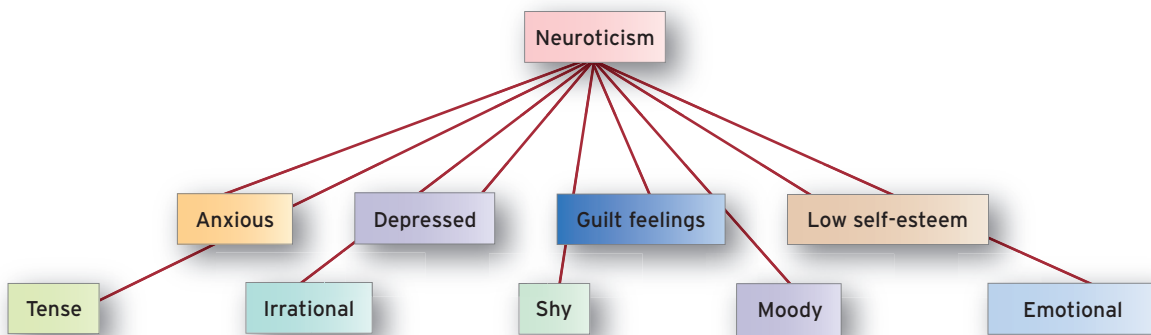 Neuroticism
Anxious
Depressed
Guilt feelings
Low self-esteem
Tense
Irrational
Shy
Moody
Emotional